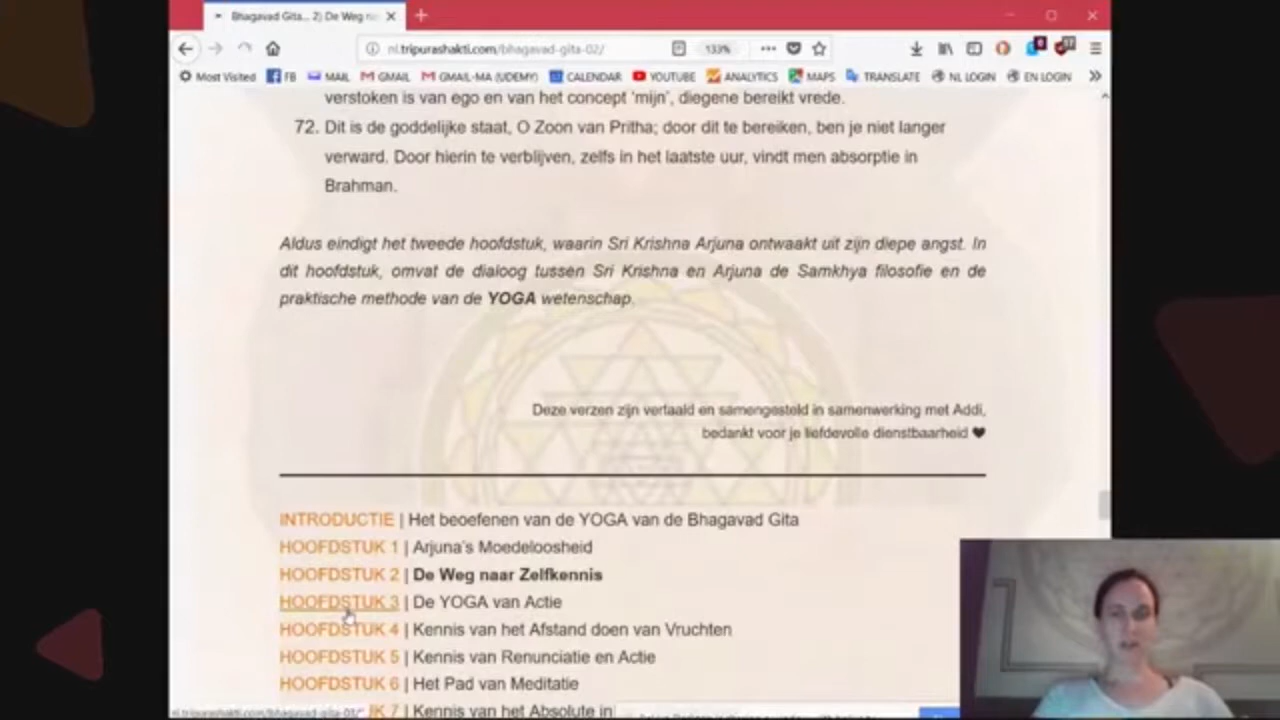 Bhagavad Gita... 2) De Weg na
nl.tripurashakti.com/bhagavad-gita-02/
133%
Most Visited FB MAIL GMAIL GMAIL-MA (UDEMY) CALENDAR YOUTUBE ANALYTICS MAPS TRANSLATE NL LOGIN EN LOGIN
verstoken is van ego en van het concept 'mijn', diegene bereikt vrede.
72. Dit is de goddelijke staat, O Zoon van Pritha; door dit te bereiken, ben je niet langer
verward. Door hierin te verblijven, zelfs in het laatste uur, vindt men absorptie in
Brahman.
Aldus eindigt het tweede hoofdstuk, waarin Sri Krishna Arjuna ontwaakt uit zijn diepe angst. In
dit hoofdstuk, omvat de dialoog tussen Sri Krishna en Arjuna de Samkhya filosofie en de
praktische methode van de YOGA wetenschap.
Deze verzen zijn vertaald en samengesteld in samenwerking met Addi,
bedankt voor je liefdevolle dienstbaarheid ♥
INTRODUCTIE | Het beoefenen van de YOGA van de Bhagavad Gita
HOOFDSTUK 1 | Arjuna's Moedeloosheid
HOOFDSTUK 2 | De Weg naar Zelfkennis
HOOFDSTUK 3 | De YOGA van Actie
HOOFDSTUK 4 | Kennis van het Afstand doen van Vruchten
HOOFDSTUK 5 | Kennis van Renunciatie en Actie
HOOFDSTUK 6 | Het Pad van Meditatie
K 7 | Kennis van het Absolute in
nl.tripurashakti.com/bhagavad-gita-03/